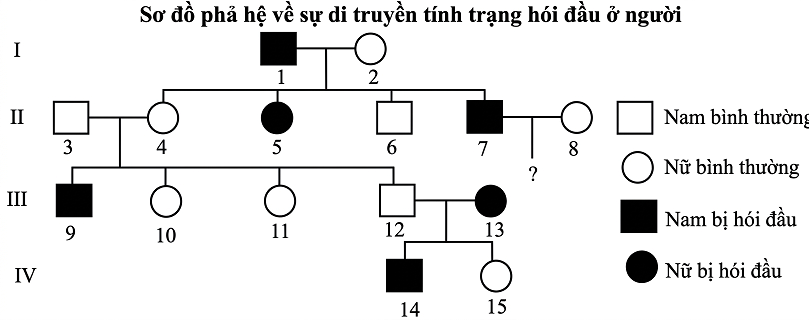 Sơ đồ phả hệ về sự di truyền tính trạng hói đầu ở người
I
1
2
II
3
4
5
6
7
8
?
III
9
10
11
12
13
IV
14
15
Nam bình thường
Nữ bình thường
Nam bị hói đầu
Nữ bị hói đầu